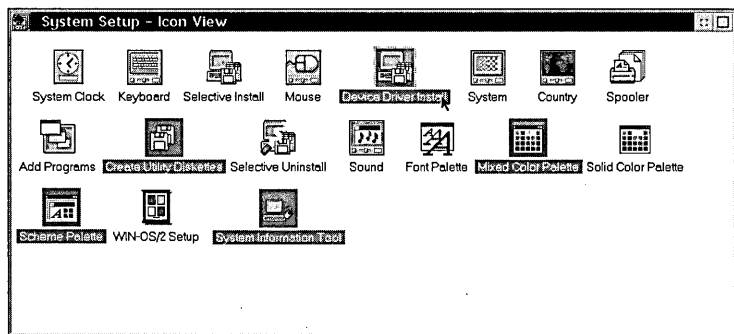 System Setup - Icon View
System Clock Keyboard Selective Install Mouse Device Driver Install System Country Spooler
Add Programs Create Utility Diskettes Selective Uninstall Sound Font Palette Mixed Color Palette Solid Color Palette
Scheme Palette WIN-OS/2 Setup System Information Tool